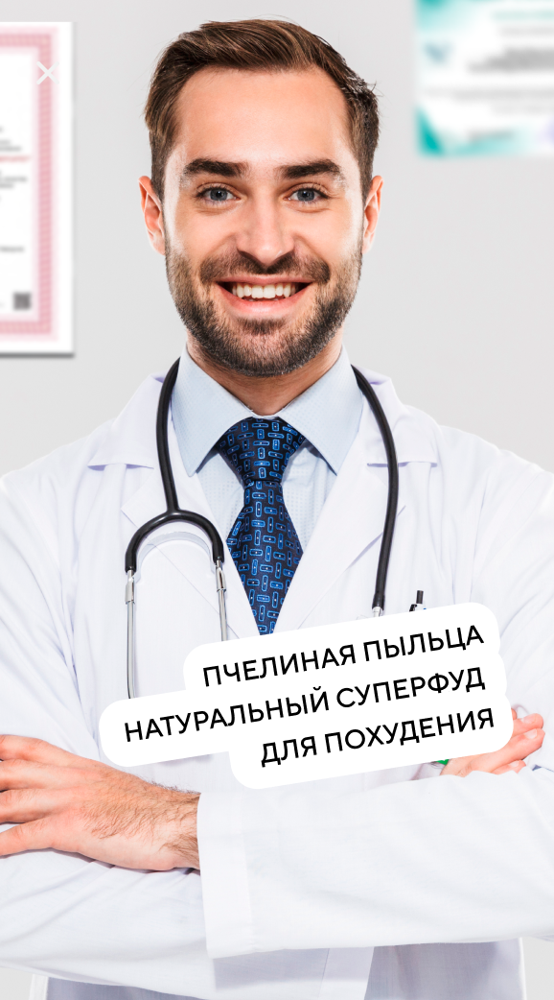 ПЧЕЛИНАЯ ПЫЛЬЦА
НАТУРАЛЬНЫЙ СУПЕРФУД
ДЛЯ ПОХУДЕНИЯ